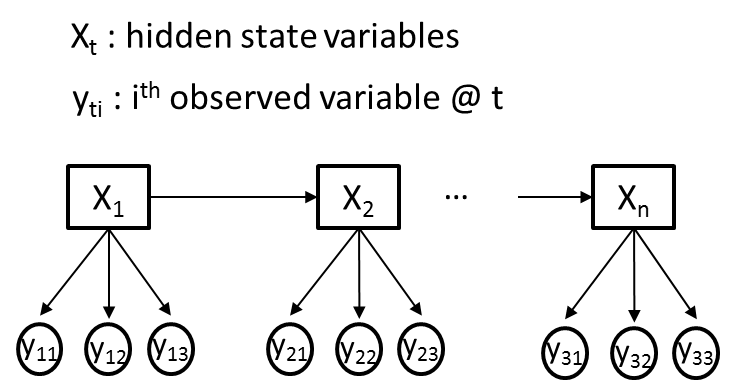 Xₜ : hidden state variables
yₜᵢ : iᵗʰ observed variable @ t
X₁ X₂ ... Xₙ
y₁₁ y₁₂ y₁₃ y₂₁ y₂₂ y₂₃ y₃₁ y₃₂ y₃₃